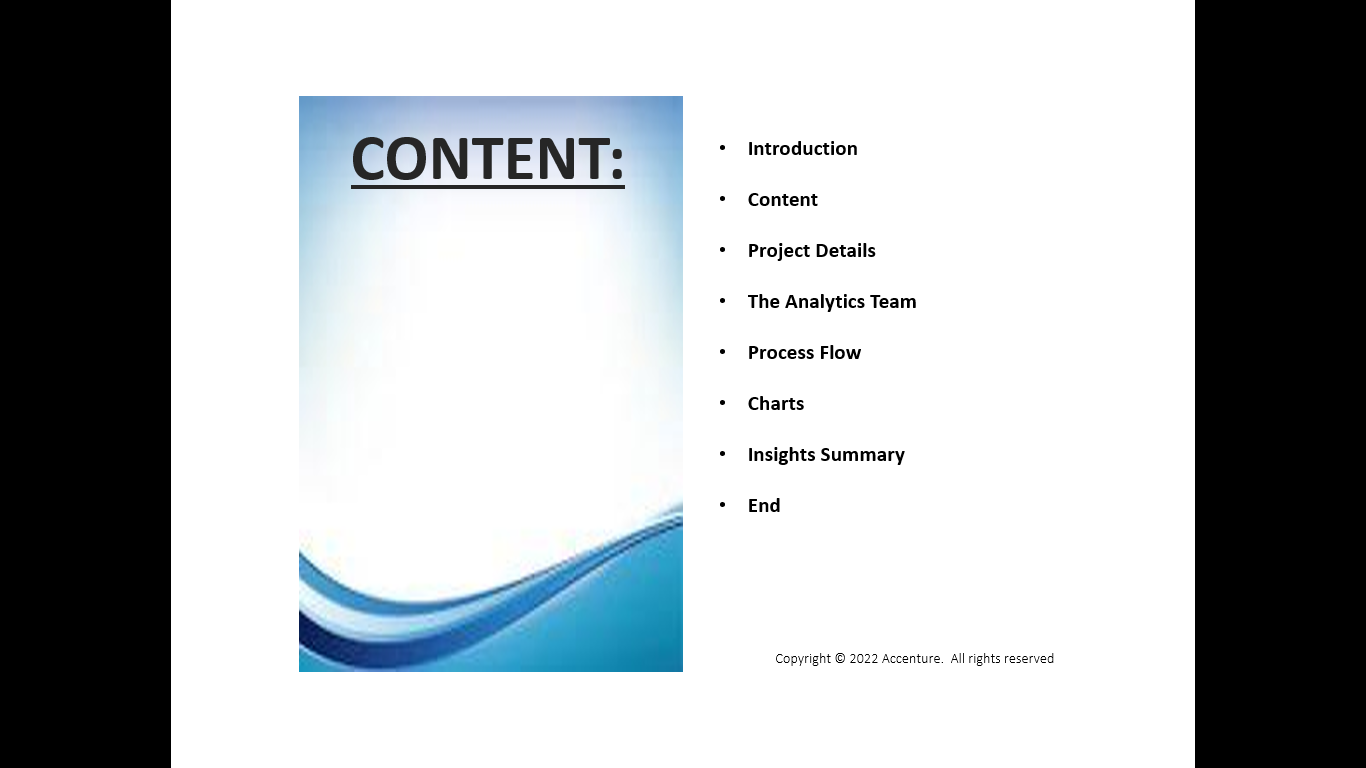 CONTENT:
• Introduction
• Content
• Project Details
• The Analytics Team
• Process Flow
• Charts
• Insights Summary
• End
Copyright © 2022 Accenture.  All rights reserved